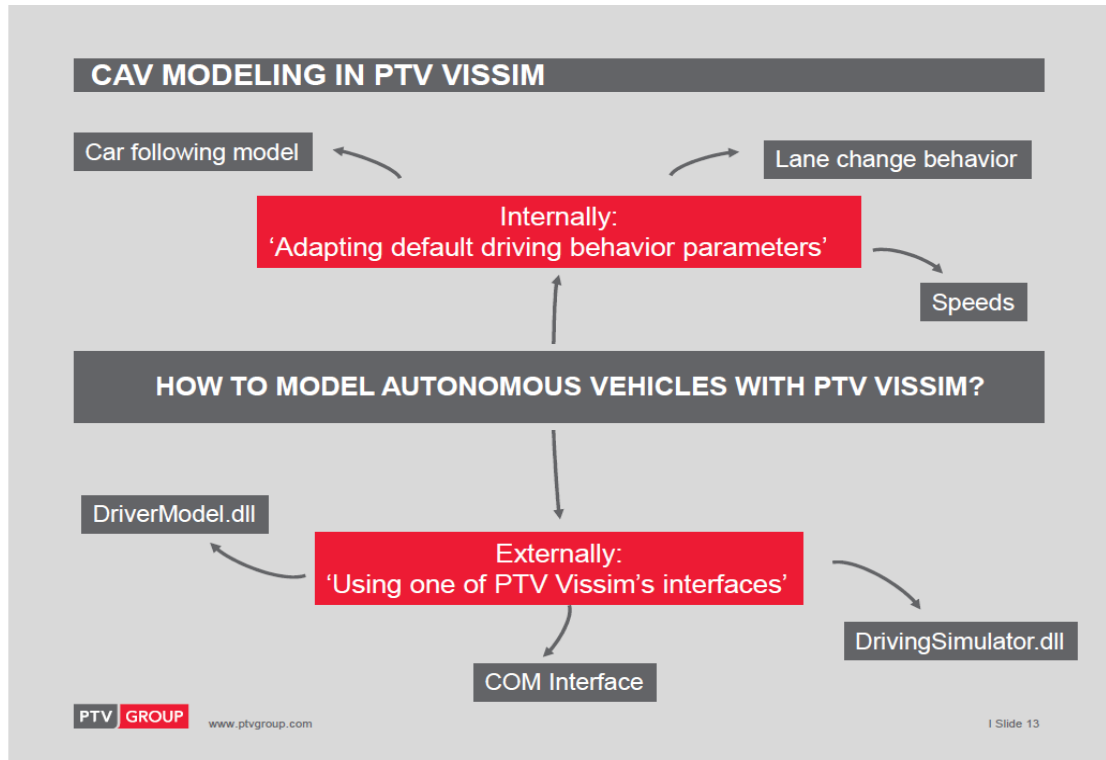 CAV MODELING IN PTV VISSIM
Car following model
Lane change behavior
Internally:
‘Adapting default driving behavior parameters’
Speeds
HOW TO MODEL AUTONOMOUS VEHICLES WITH PTV VISSIM?
DriverModel.dll
Externally:
‘Using one of PTV Vissim’s interfaces’
DrivingSimulator.dll
COM Interface
PTV GROUP
www.ptvgroup.com
I Slide 13